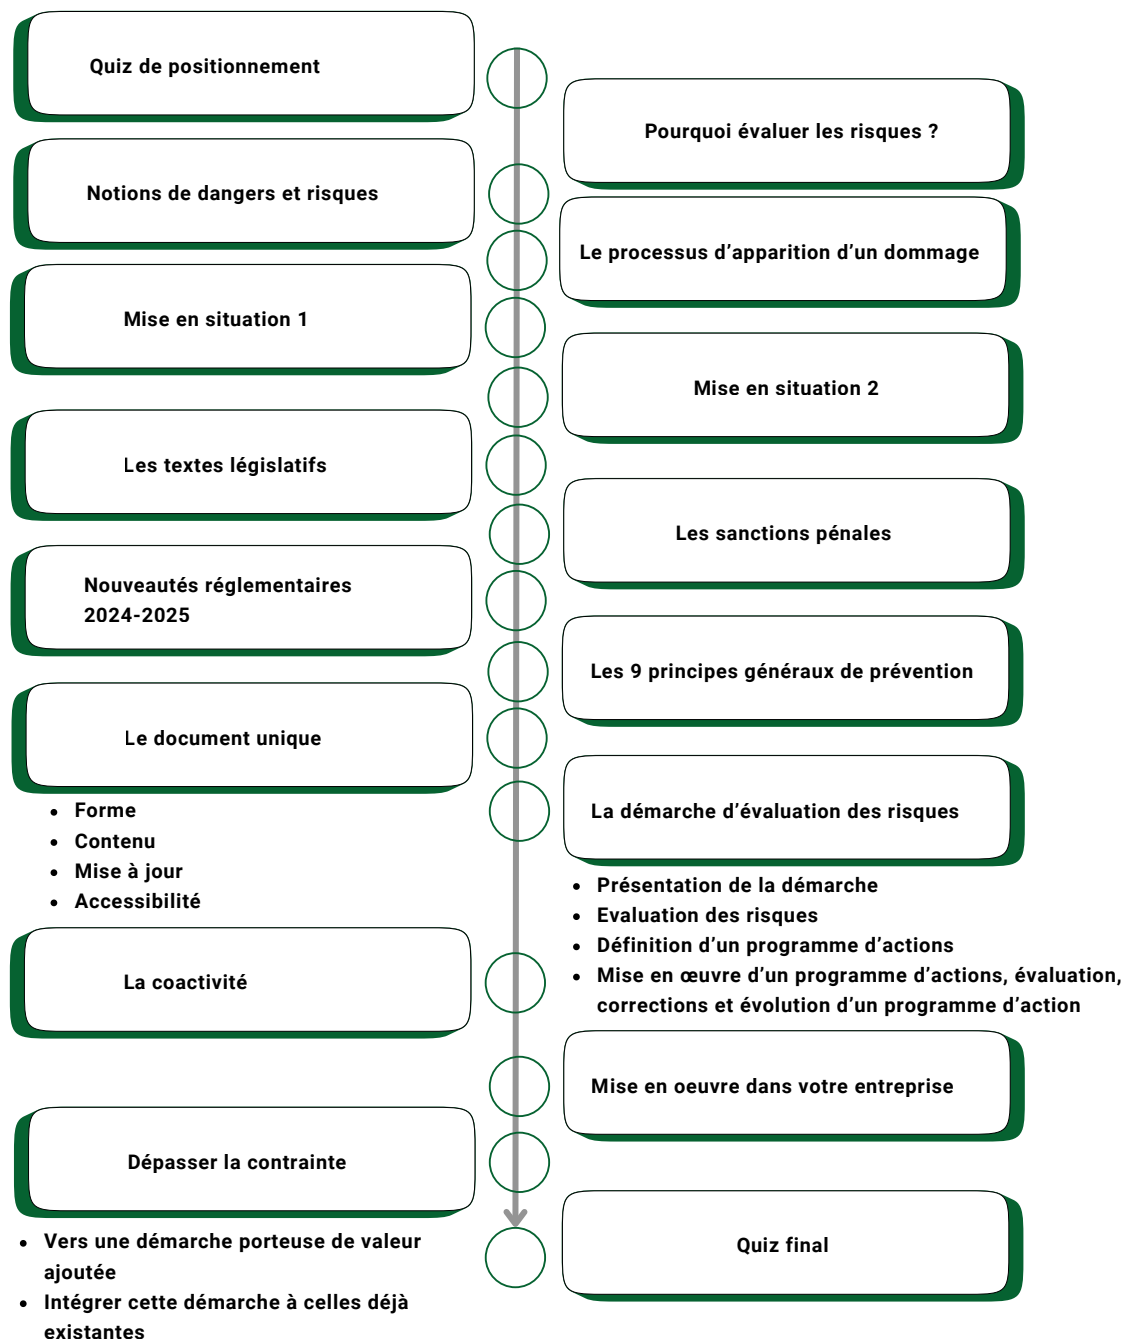 Quiz de positionnement
Pourquoi évaluer les risques ?
Notions de dangers et risques
Le processus d'apparition d'un dommage
Mise en situation 1
Mise en situation 2
Les textes législatifs
Les sanctions pénales
Nouveautés réglementaires
2024-2025
Les 9 principes généraux de prévention
Le document unique
• Forme
• Contenu
• Mise à jour
• Accessibilité
La démarche d'évaluation des risques
• Présentation de la démarche
• Evaluation des risques
• Définition d'un programme d'actions
• Mise en œuvre d'un programme d'actions, évaluation,
corrections et évolution d'un programme d'action
La coactivité
Mise en oeuvre dans votre entreprise
Dépasser la contrainte
• Vers une démarche porteuse de valeur
ajoutée
• Intégrer cette démarche à celles déjà
existantes
Quiz final